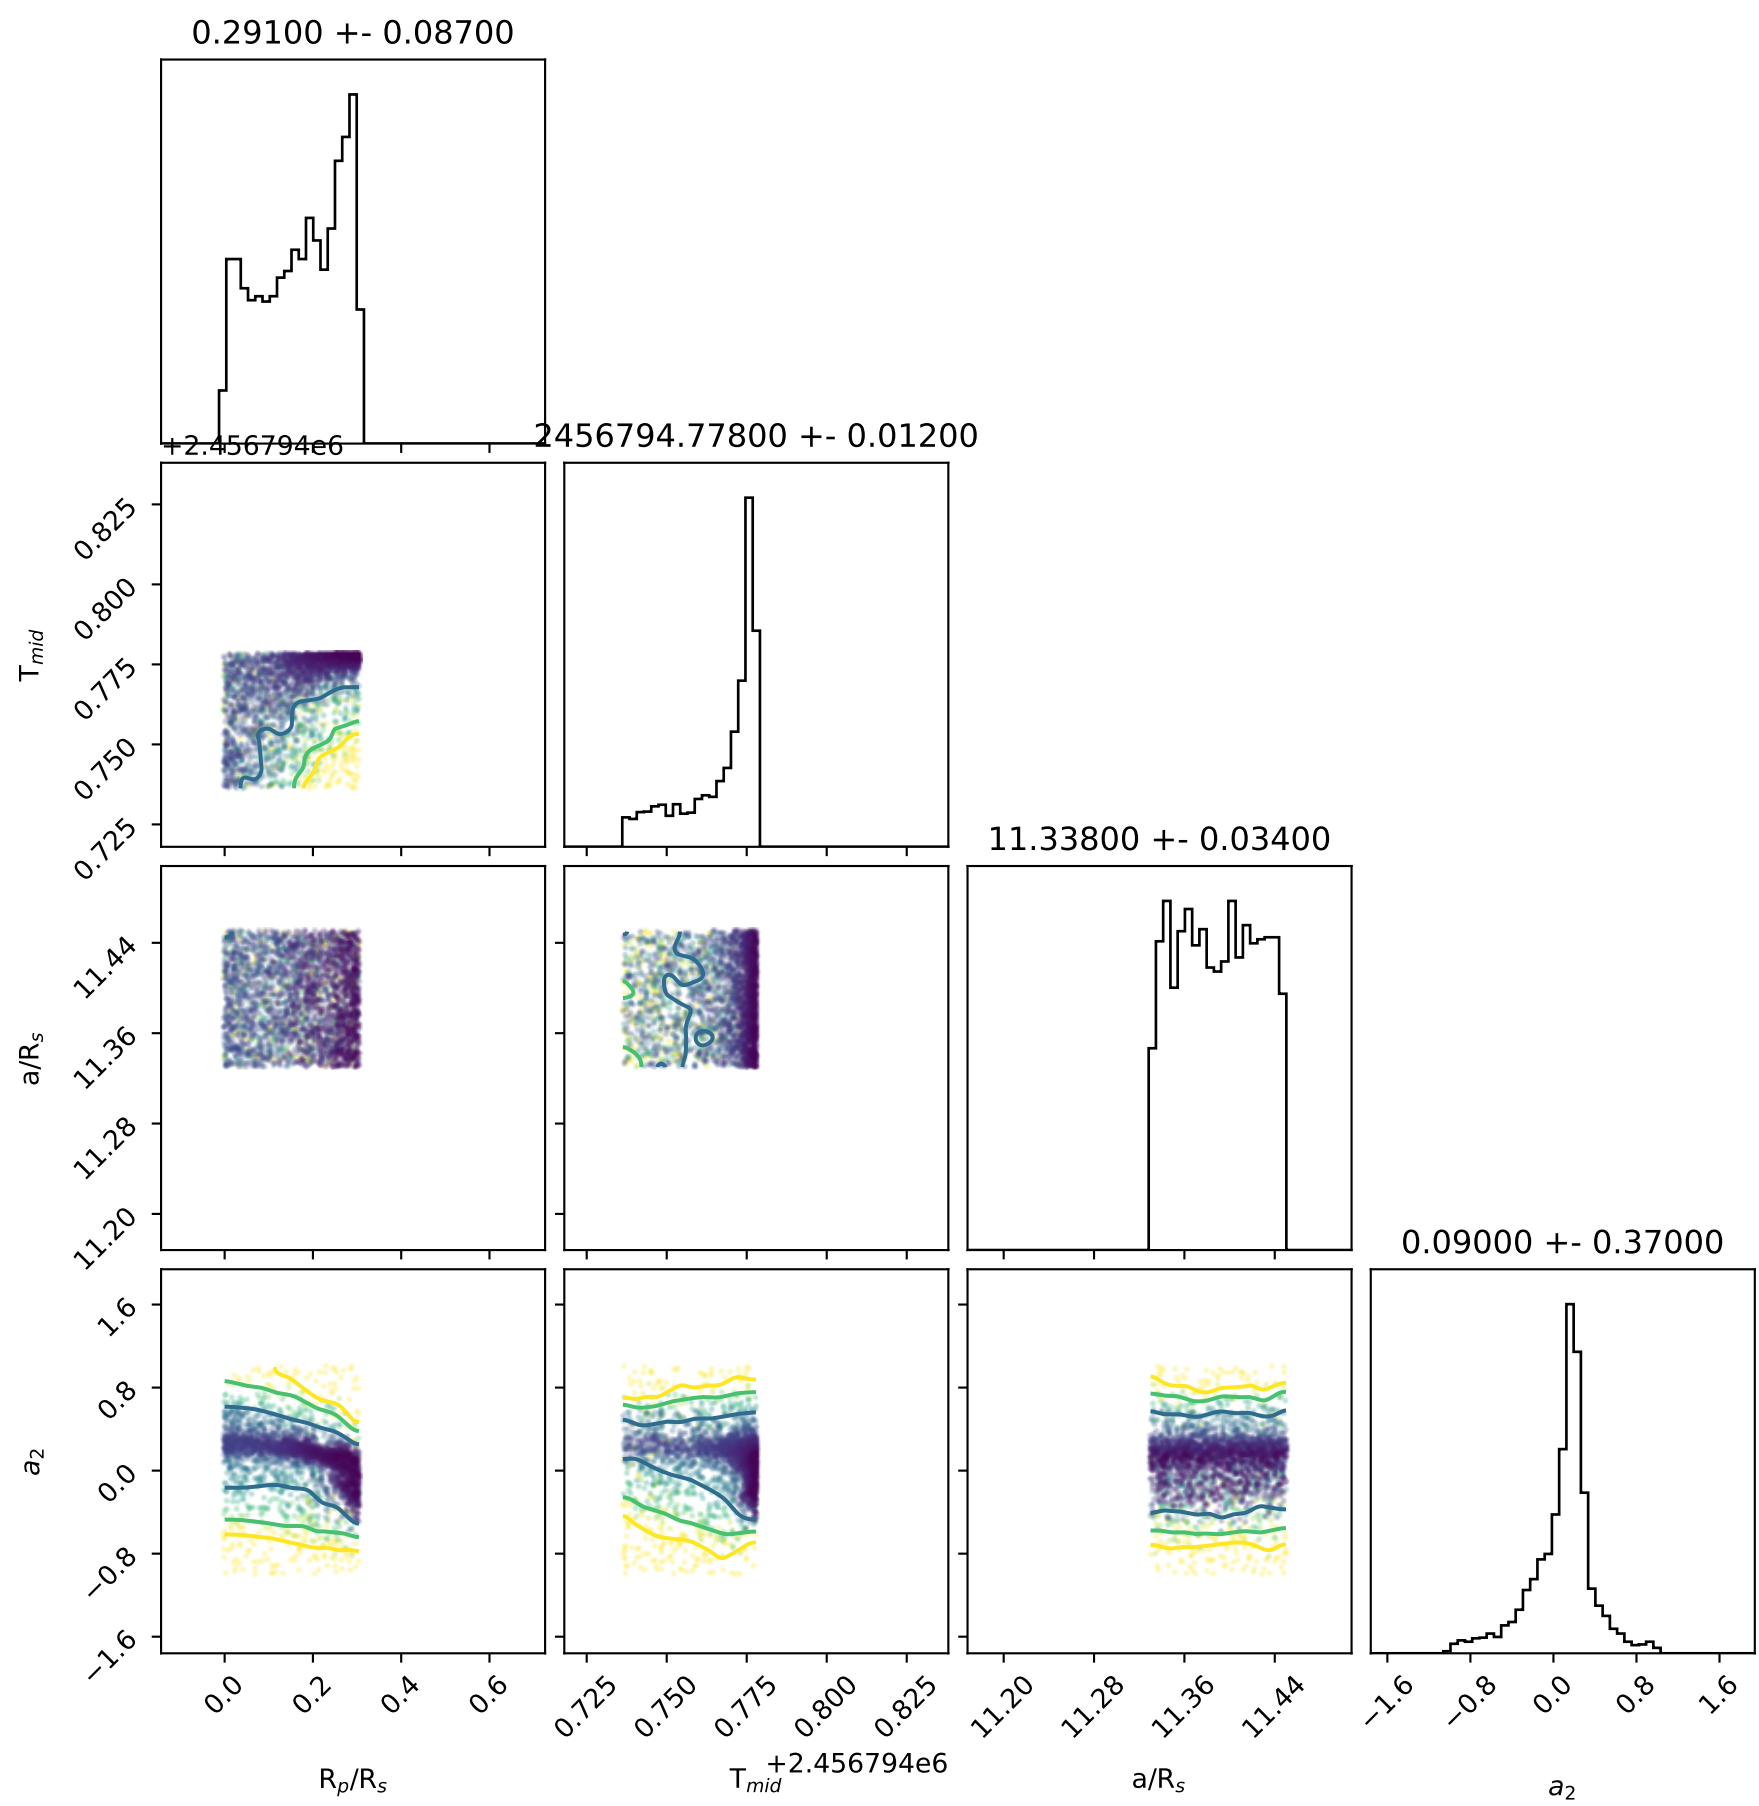 0.29100 +- 0.08700
+2.456794e6
2456794.77800 +- 0.01200
0.825
0.800
0.775
0.750
0.725
T_mid
11.33800 +- 0.03400
11.44
11.36
11.28
11.20
a/R_s
0.09000 +- 0.37000
1.6
0.8
0.0
−0.8
−1.6
a_2
0.0 0.2 0.4 0.6
0.725 0.750 0.775 0.800 0.825
11.20 11.28 11.36 11.44
−1.6 −0.8 0.0 0.8 1.6
+2.456794e6
R_p/R_s
T_mid
a/R_s
a_2